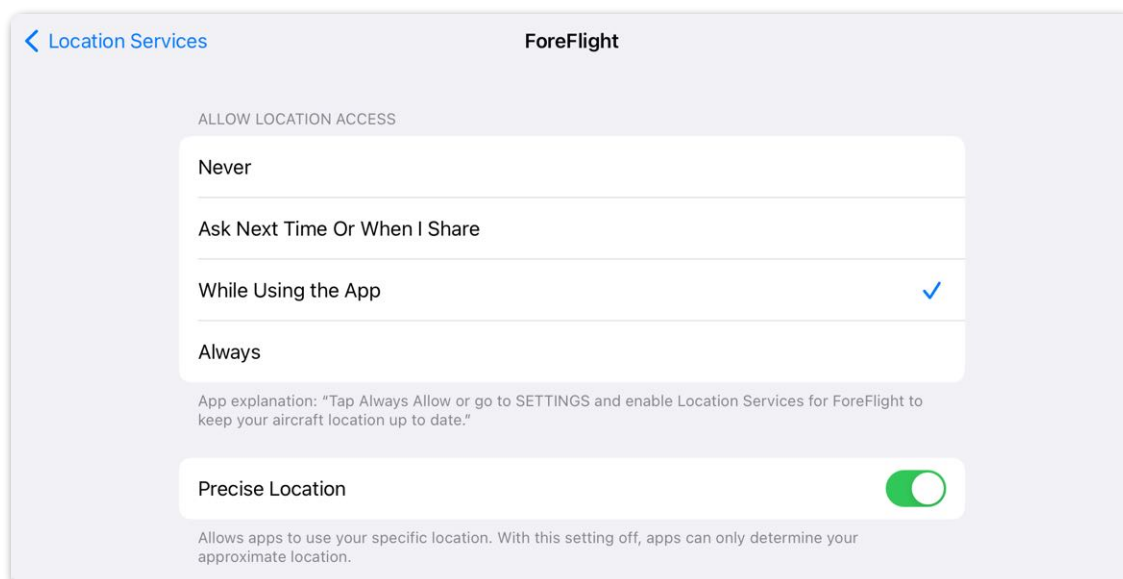 Location Services
ForeFlight
ALLOW LOCATION ACCESS
Never
Ask Next Time Or When I Share
While Using the App
Always
App explanation: “Tap Always Allow or go to SETTINGS and enable Location Services for ForeFlight to
keep your aircraft location up to date.”
Precise Location
Allows apps to use your specific location. With this setting off, apps can only determine your
approximate location.